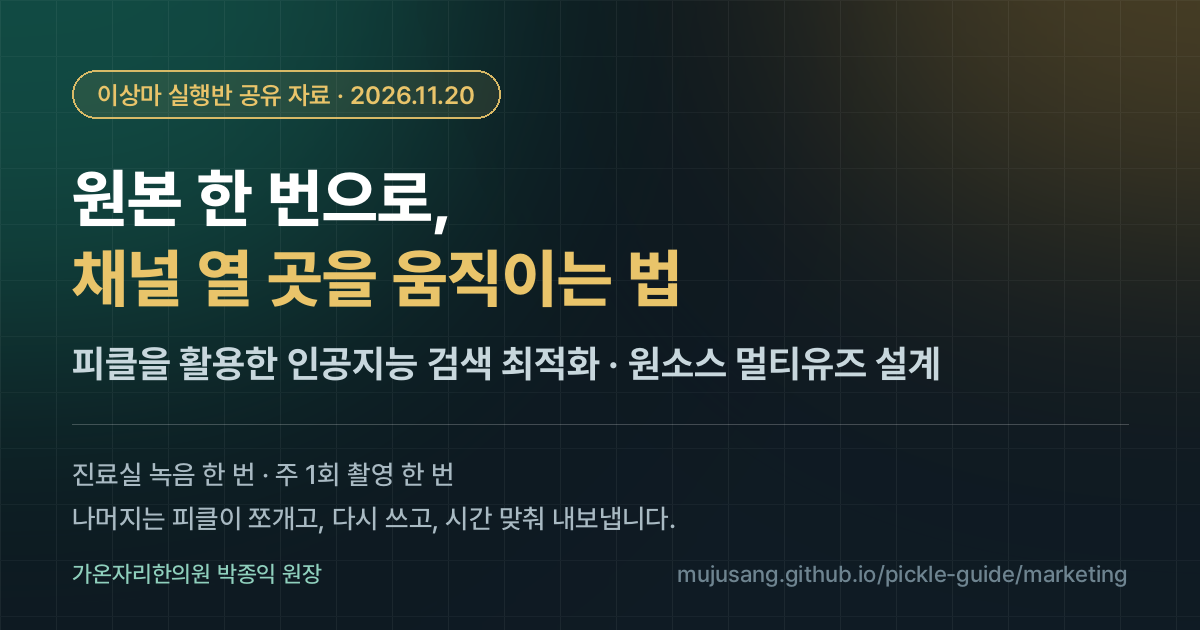 이상마 실행반 공유 자료 · 2026.11.20
원본 한 번으로,
채널 열 곳을 움직이는 법
피클을 활용한 인공지능 검색 최적화 · 원소스 멀티유즈 설계
진료실 녹음 한 번 · 주 1회 촬영 한 번
나머지는 피클이 쪼개고, 다시 쓰고, 시간 맞춰 내보냅니다.
가온자리한의원 박종익 원장
mujusang.github.io/pickle-guide/marketing